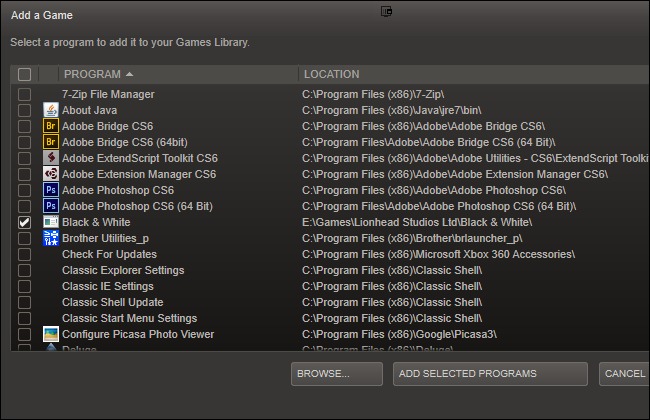 Add a Game
Select a program to add it to your Games Library.
PROGRAM LOCATION
7-Zip File Manager C:\Program Files (x86)\7-Zip\
About Java C:\Program Files (x86)\Java\jre7\bin\
Br Adobe Bridge CS6 C:\Program Files (x86)\Adobe\Adobe Bridge CS6\
Br Adobe Bridge CS6 (64bit) C:\Program Files\Adobe\Adobe Bridge CS6 (64 Bit)\
Adobe ExtendScript Toolkit CS6 C:\Program Files (x86)\Adobe\Adobe Utilities - CS6\ExtendScript Toolki
Adobe Extension Manager CS6 C:\Program Files (x86)\Adobe\Adobe Extension Manager CS6\
Ps Adobe Photoshop CS6 C:\Program Files (x86)\Adobe\Adobe Photoshop CS6\
Ps Adobe Photoshop CS6 (64 Bit) C:\Program Files\Adobe\Adobe Photoshop CS6 (64 Bit)\
Black & White E:\Games\Lionhead Studios Ltd\Black & White\
Brother Utilities_p C:\Program Files (x86)\Brother\brlauncher_p\
Check For Updates C:\Program Files (x86)\Microsoft Xbox 360 Accessories\
Classic Explorer Settings C:\Program Files (x86)\Classic Shell\
Classic IE Settings C:\Program Files (x86)\Classic Shell\
Classic Shell Update C:\Program Files (x86)\Classic Shell\
Classic Start Menu Settings C:\Program Files (x86)\Classic Shell\
Configure Picasa Photo Viewer C:\Program Files (x86)\Google\Picasa3\
Deluge C:\Program Files (x86)\Deluge\
BROWSE... ADD SELECTED PROGRAMS CANCEL